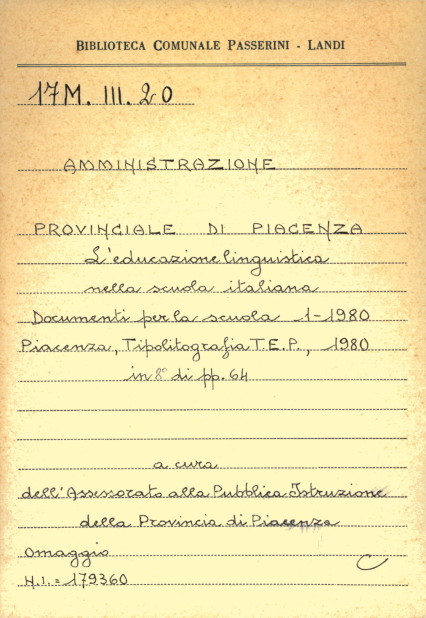 BIBLIOTECA COMUNALE PASSERINI - LANDI
17M. III. 20
AMMINISTRAZIONE
PROVINCIALE DI PIACENZA
L'educazione linguistica
nella scuola italiana
Documenti per la scuola 1-1980
Piacenza, Tipolitografia T.E.P., 1980
in 8° di pp. 64
a cura
dell'Assessorato alla Pubblica Istruzione
della Provincia di Piacenza
Omaggio C
N.I. = 179360